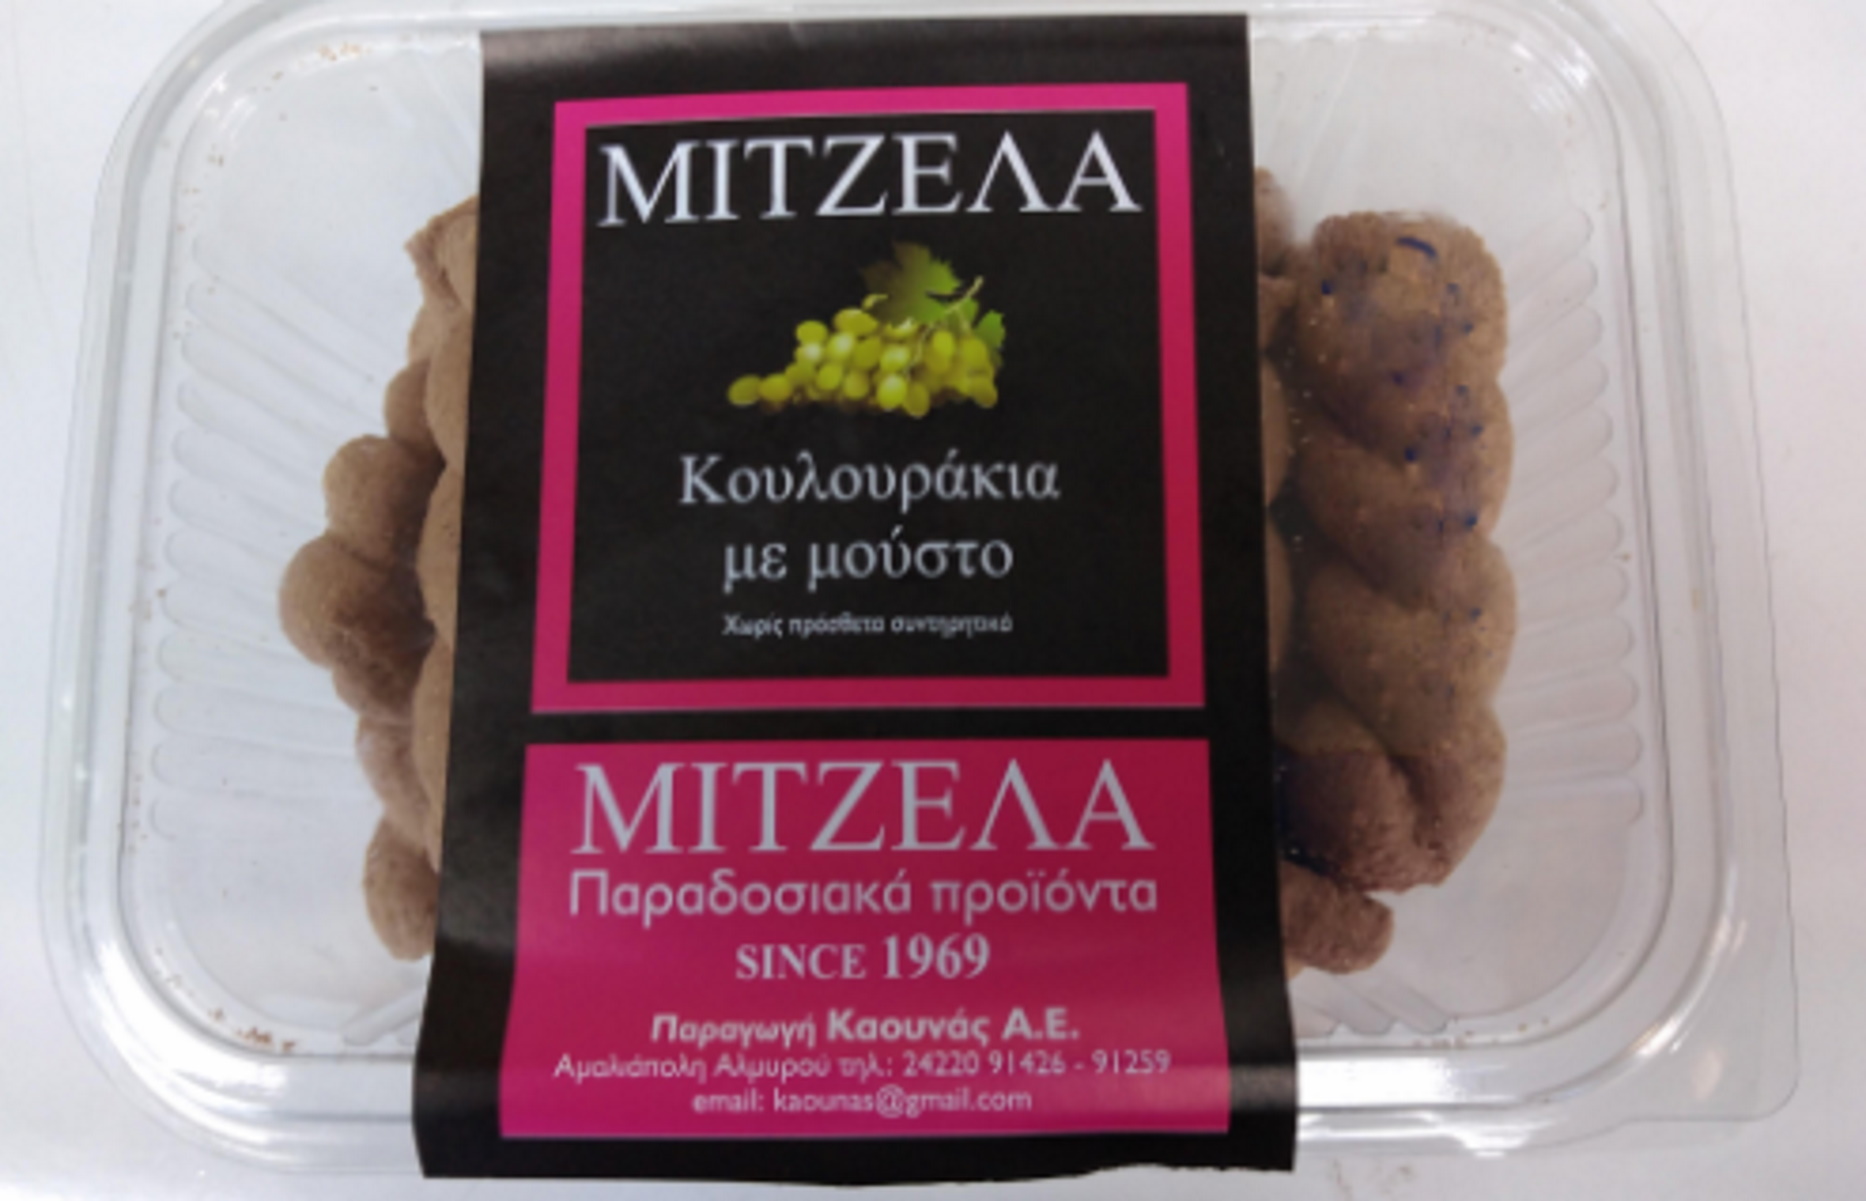 ΜΙΤΖΕΛΑ
Κουλουράκια
με μούστο
Χωρίς πρόσθετα συντηρητικά
ΜΙΤΖΕΛΑ
Παραδοσιακά προϊόντα
SINCE 1969
Παραγωγή Καουνάς Α.Ε.
Αμαλιάπολη Αλμυρού τηλ.: 24220 91426 - 91259
email: kaounas@gmail.com